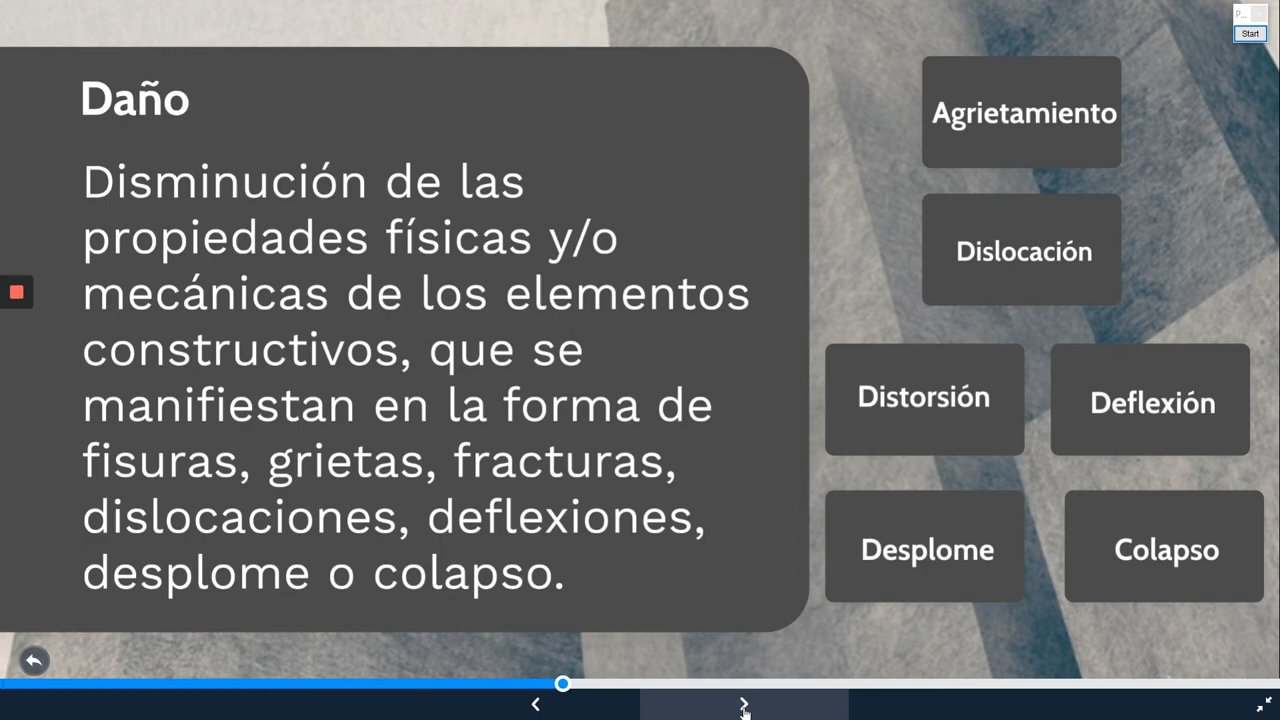 P...
Start
Daño
Disminución de las
propiedades físicas y/o
mecánicas de los elementos
constructivos, que se
manifiestan en la forma de
fisuras, grietas, fracturas,
dislocaciones, deflexiones,
desplome o colapso.
Agrietamiento
Dislocación
Distorsión
Deflexión
Desplome
Colapso